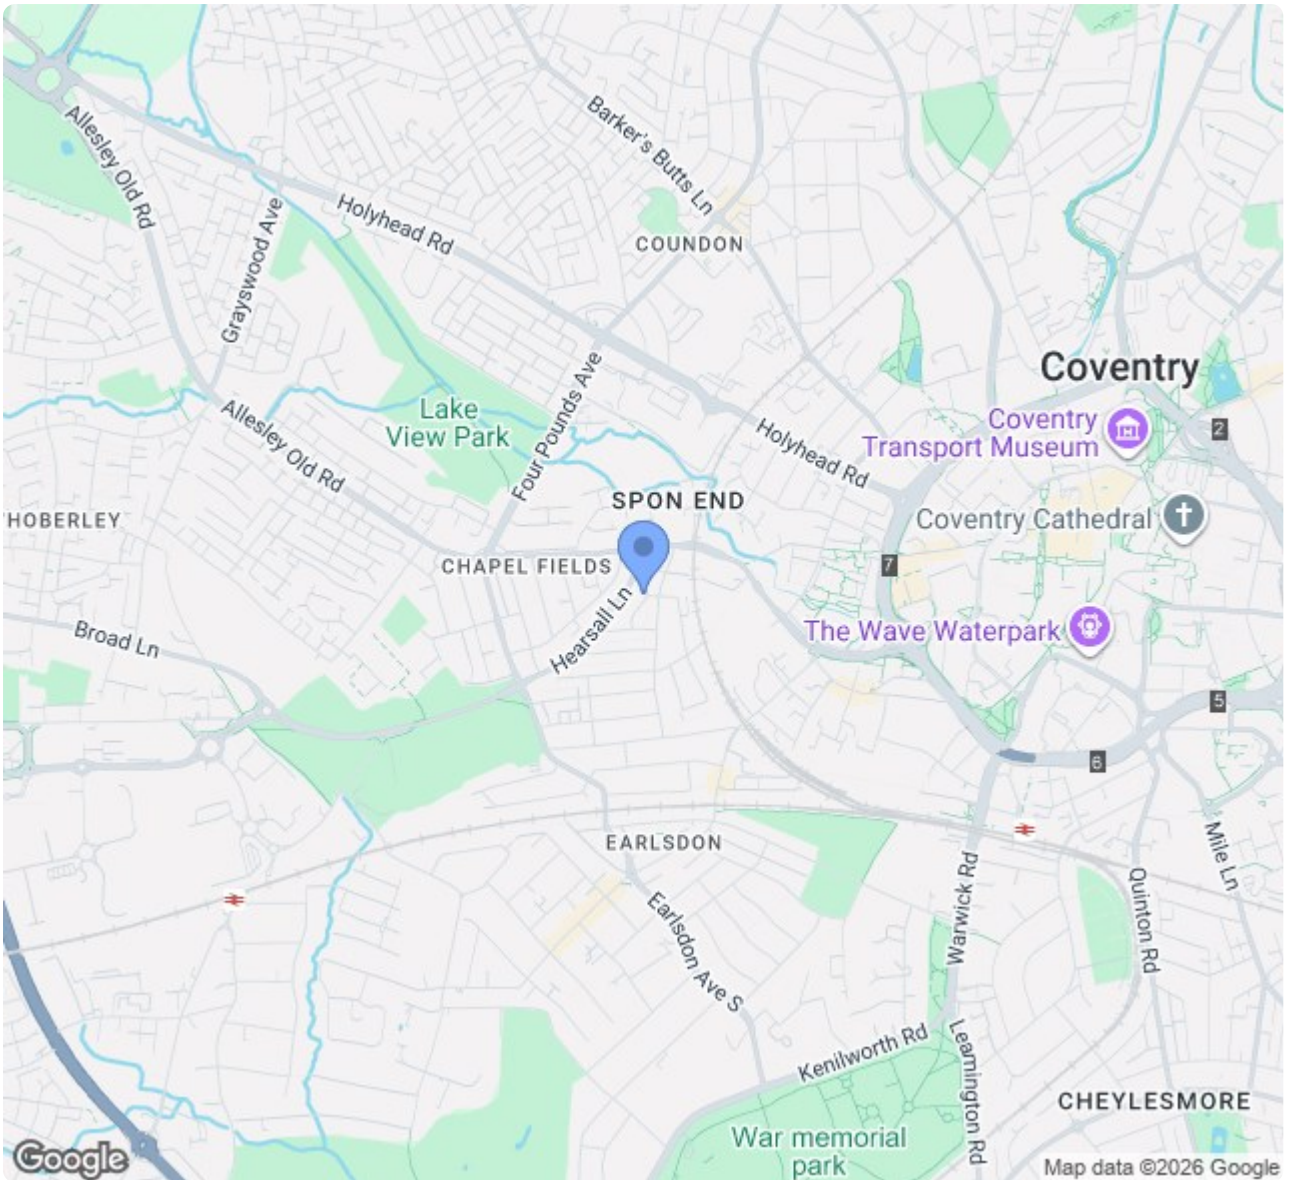 Allesley Old Rd
Barker's Butts Ln
Holyhead Rd
Grayswood Ave
COUNDON
Coventry
Coventry
Transport Museum
2
Lake
View Park
Four Pounds Ave
Allesley Old Rd
Holyhead Rd
SPON END
HOBERLEY
Coventry Cathedral
CHAPEL FIELDS
7
Hearsall Ln
Broad Ln
The Wave Waterpark
5
6
EARLSDON
Mile Ln
Warwick Rd
Quinton Rd
Earlsdon Ave S
Kenilworth Rd
Leamington Rd
CHEYLESMORE
War memorial
park
Google
Map data ©2026 Google